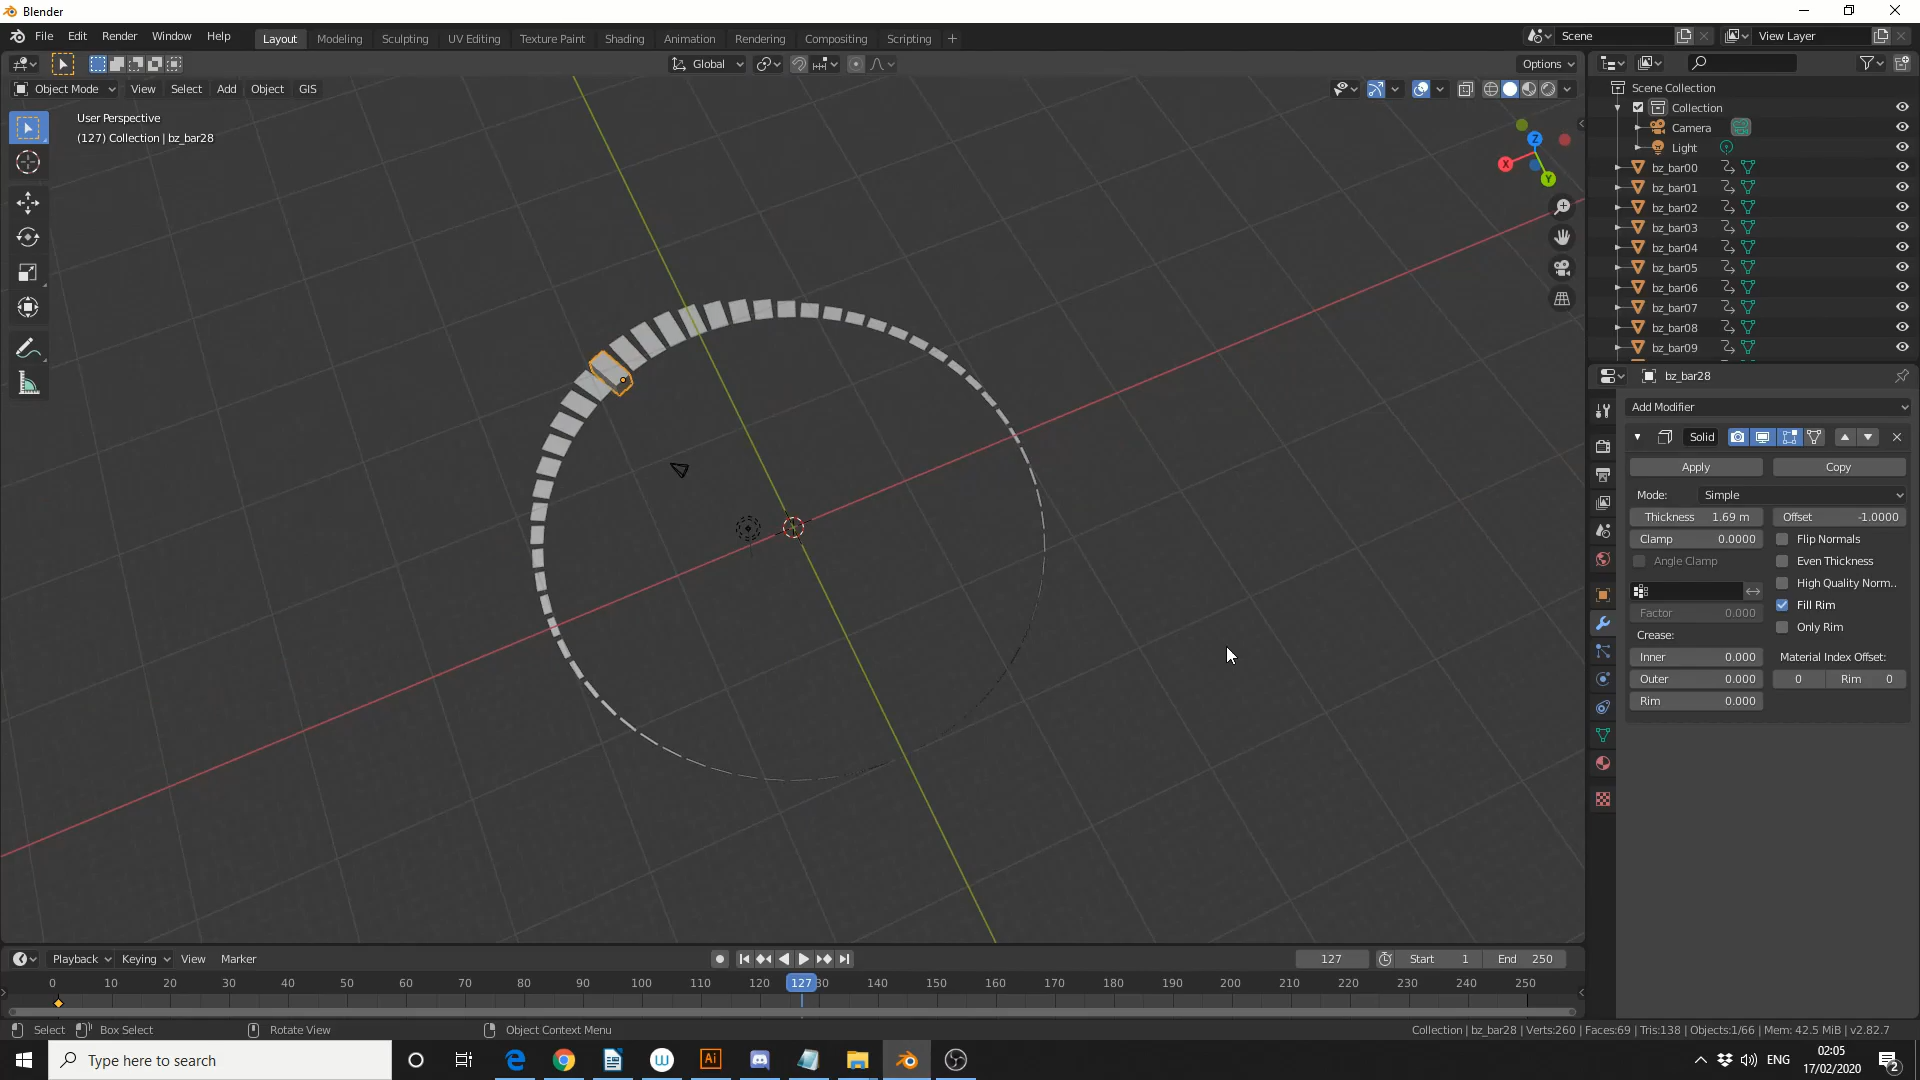 Blender
File Edit Render Window Help Layout Modeling Sculpting UV Editing Texture Paint Shading Animation Rendering Compositing Scripting + Scene View Layer
Global Options
Object Mode View Select Add Object GIS
User Perspective
(127) Collection | bz_bar28
Z
X
Y
Scene Collection
Collection
Camera
Light
bz_bar00
bz_bar01
bz_bar02
bz_bar03
bz_bar04
bz_bar05
bz_bar06
bz_bar07
bz_bar08
bz_bar09
bz_bar28
Add Modifier
Solid
Apply Copy
Mode: Simple
Thickness 1.69 m Offset -1.0000
Clamp 0.0000 Flip Normals
Angle Clamp Even Thickness
High Quality Norm..
Fill Rim
Factor 0.000
Only Rim
Crease:
Inner 0.000 Material Index Offset:
Outer 0.000 0 Rim 0
Rim 0.000
Playback Keying View Marker 127 Start 1 End 250
0 10 20 30 40 50 60 70 80 90 100 110 120 127 30 140 150 160 170 180 190 200 210 220 230 240 250
Select Box Select Rotate View Object Context Menu Collection | bz_bar28 | Verts:260 | Faces:69 | Tris:138 | Objects:1/66 | Mem: 42.5 MiB | v2.82.7
Type here to search Ai ENG 02:05
17/02/2020 2